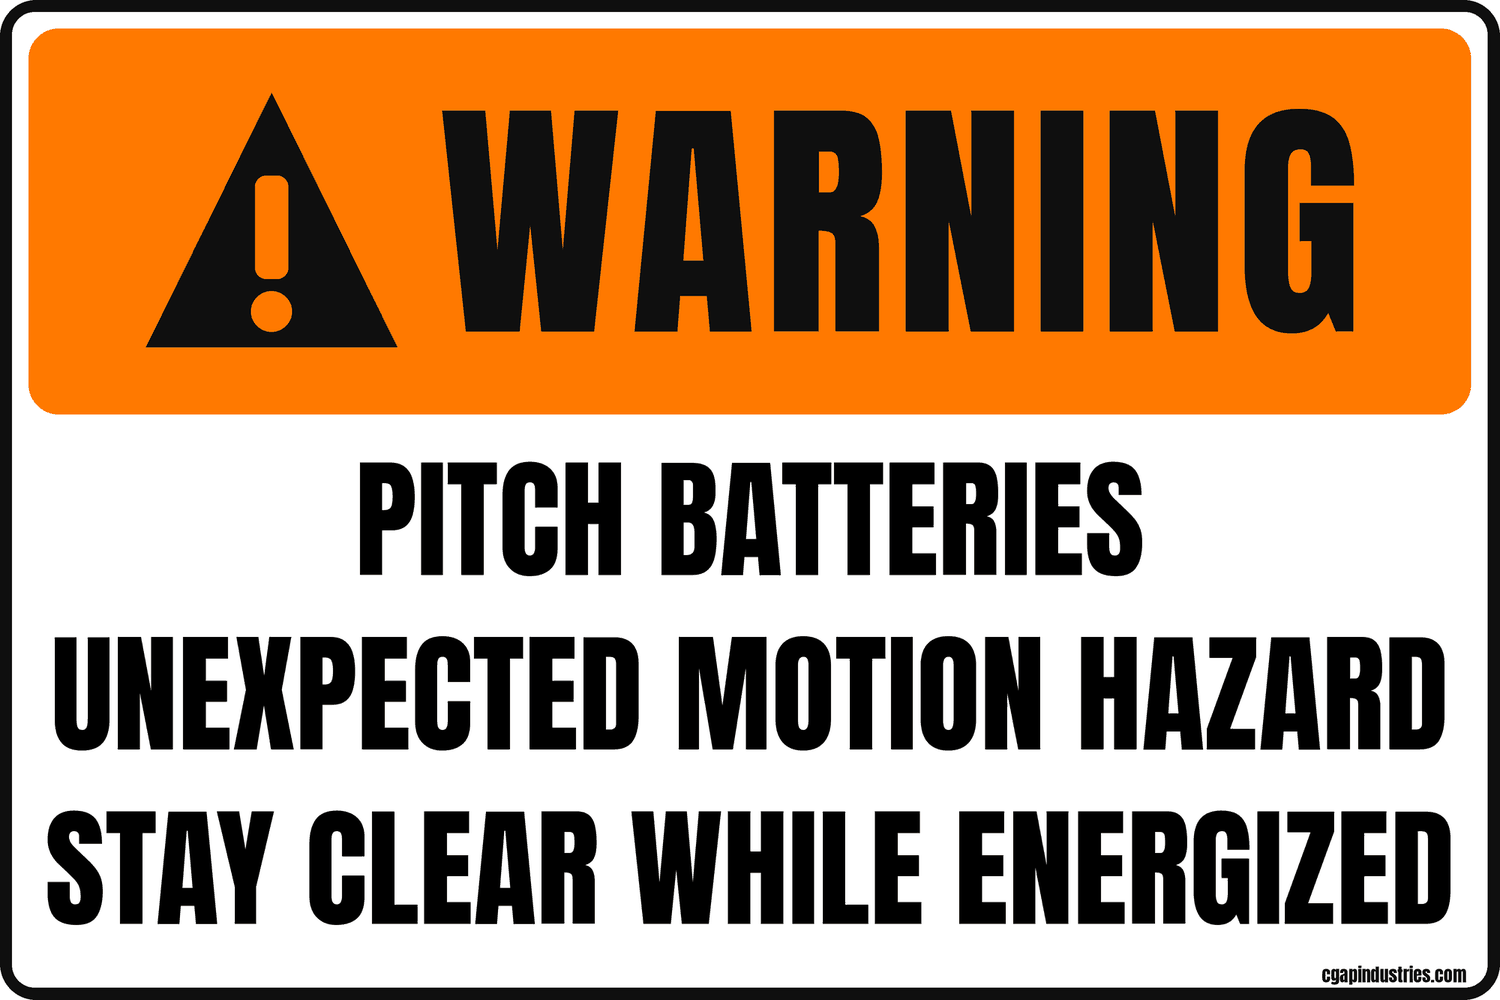 WARNING
PITCH BATTERIES
UNEXPECTED MOTION HAZARD
STAY CLEAR WHILE ENERGIZED
cgapindustries.com